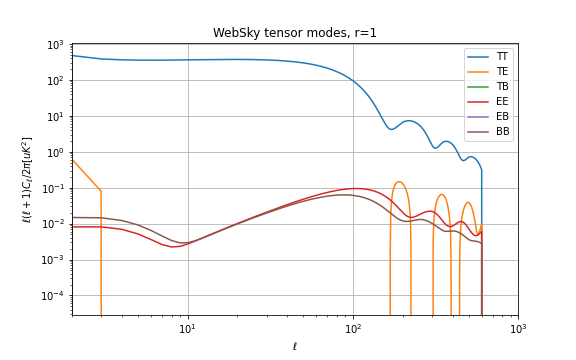 WebSky tensor modes, r=1
ℓ(ℓ + 1)Cℓ/2π[uK²]
10³
10²
10¹
10⁰
10⁻¹
10⁻²
10⁻³
10⁻⁴
TT
TE
TB
EE
EB
BB
10¹
10²
10³
ℓ